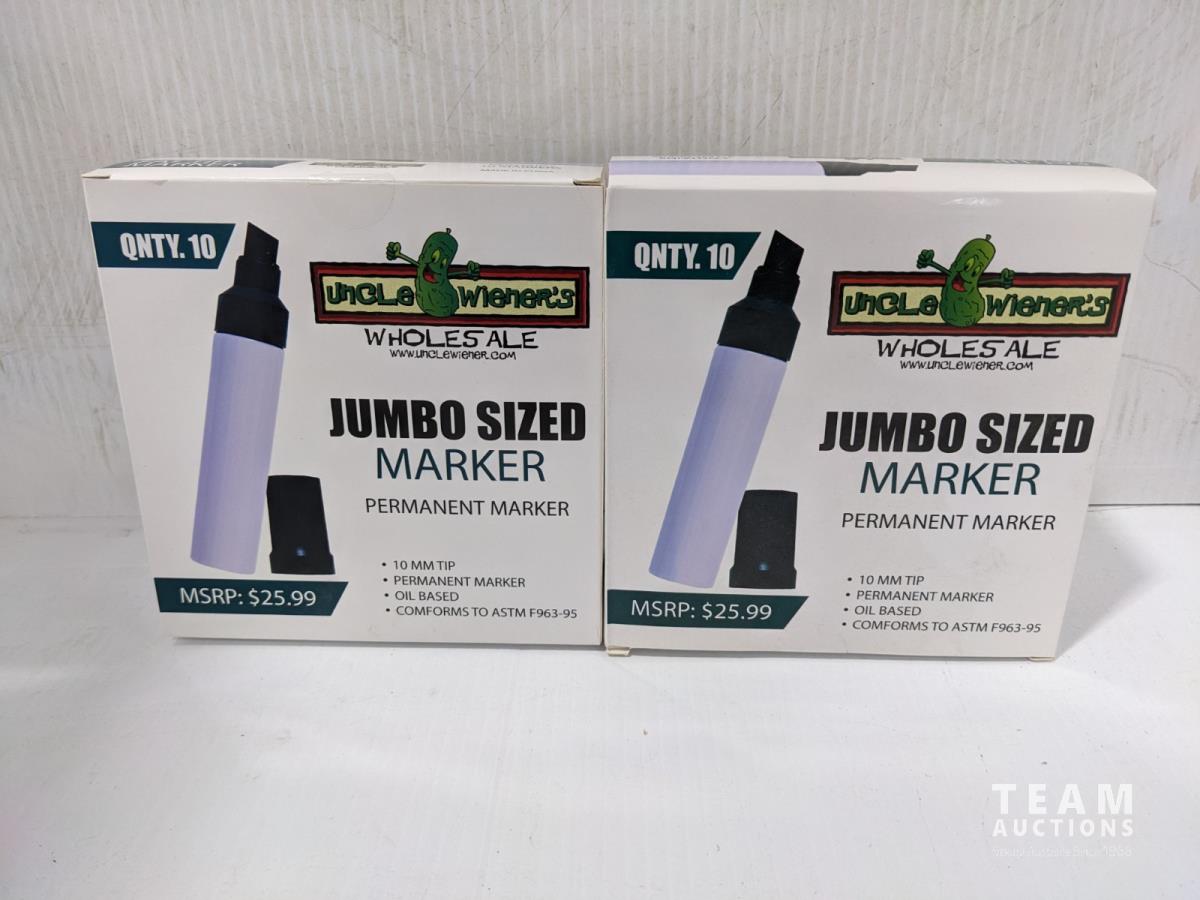 MARKER
QNTY. 10
UNCLE WIENER'S
WHOLESALE
WWW.UNCLEWIENER.COM
JUMBO SIZED
MARKER
PERMANENT MARKER
• 10 MM TIP
• PERMANENT MARKER
• OIL BASED
• COMFORMS TO ASTM F963-95
MSRP: $25.99
QNTY. 10
UNCLE WIENER'S
WHOLESALE
WWW.UNCLEWIENER.COM
JUMBO SIZED
MARKER
PERMANENT MARKER
• 10 MM TIP
• PERMANENT MARKER
• OIL BASED
• COMFORMS TO ASTM F963-95
MSRP: $25.99
TEAM
AUCTIONS